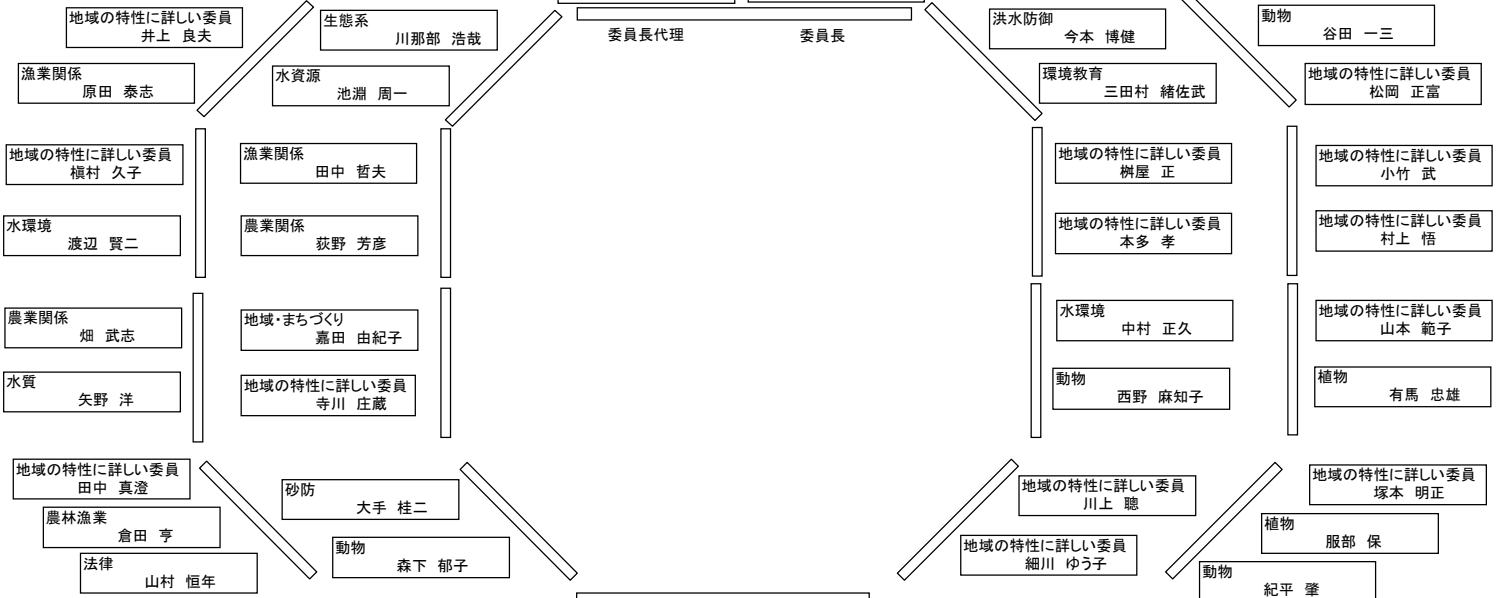 委員長代理
委員長
地域の特性に詳しい委員
井上 良夫
生態系
川那部 浩哉
洪水防御
今本 博健
動物
谷田 一三
漁業関係
原田 泰志
水資源
池淵 周一
環境教育
三田村 緒佐武
地域の特性に詳しい委員
松岡 正富
地域の特性に詳しい委員
槇村 久子
漁業関係
田中 哲夫
地域の特性に詳しい委員
桝屋 正
地域の特性に詳しい委員
小竹 武
水環境
渡辺 賢二
農業関係
荻野 芳彦
地域の特性に詳しい委員
本多 孝
地域の特性に詳しい委員
村上 悟
農業関係
畑 武志
地域・まちづくり
嘉田 由紀子
水環境
中村 正久
地域の特性に詳しい委員
山本 範子
水質
矢野 洋
地域の特性に詳しい委員
寺川 庄蔵
動物
西野 麻知子
植物
有馬 忠雄
地域の特性に詳しい委員
田中 真澄
砂防
大手 桂二
地域の特性に詳しい委員
川上 聰
地域の特性に詳しい委員
塚本 明正
農林漁業
倉田 亨
動物
森下 郁子
地域の特性に詳しい委員
細川 ゆう子
植物
服部 保
法律
山村 恒年
動物
紀平 肇